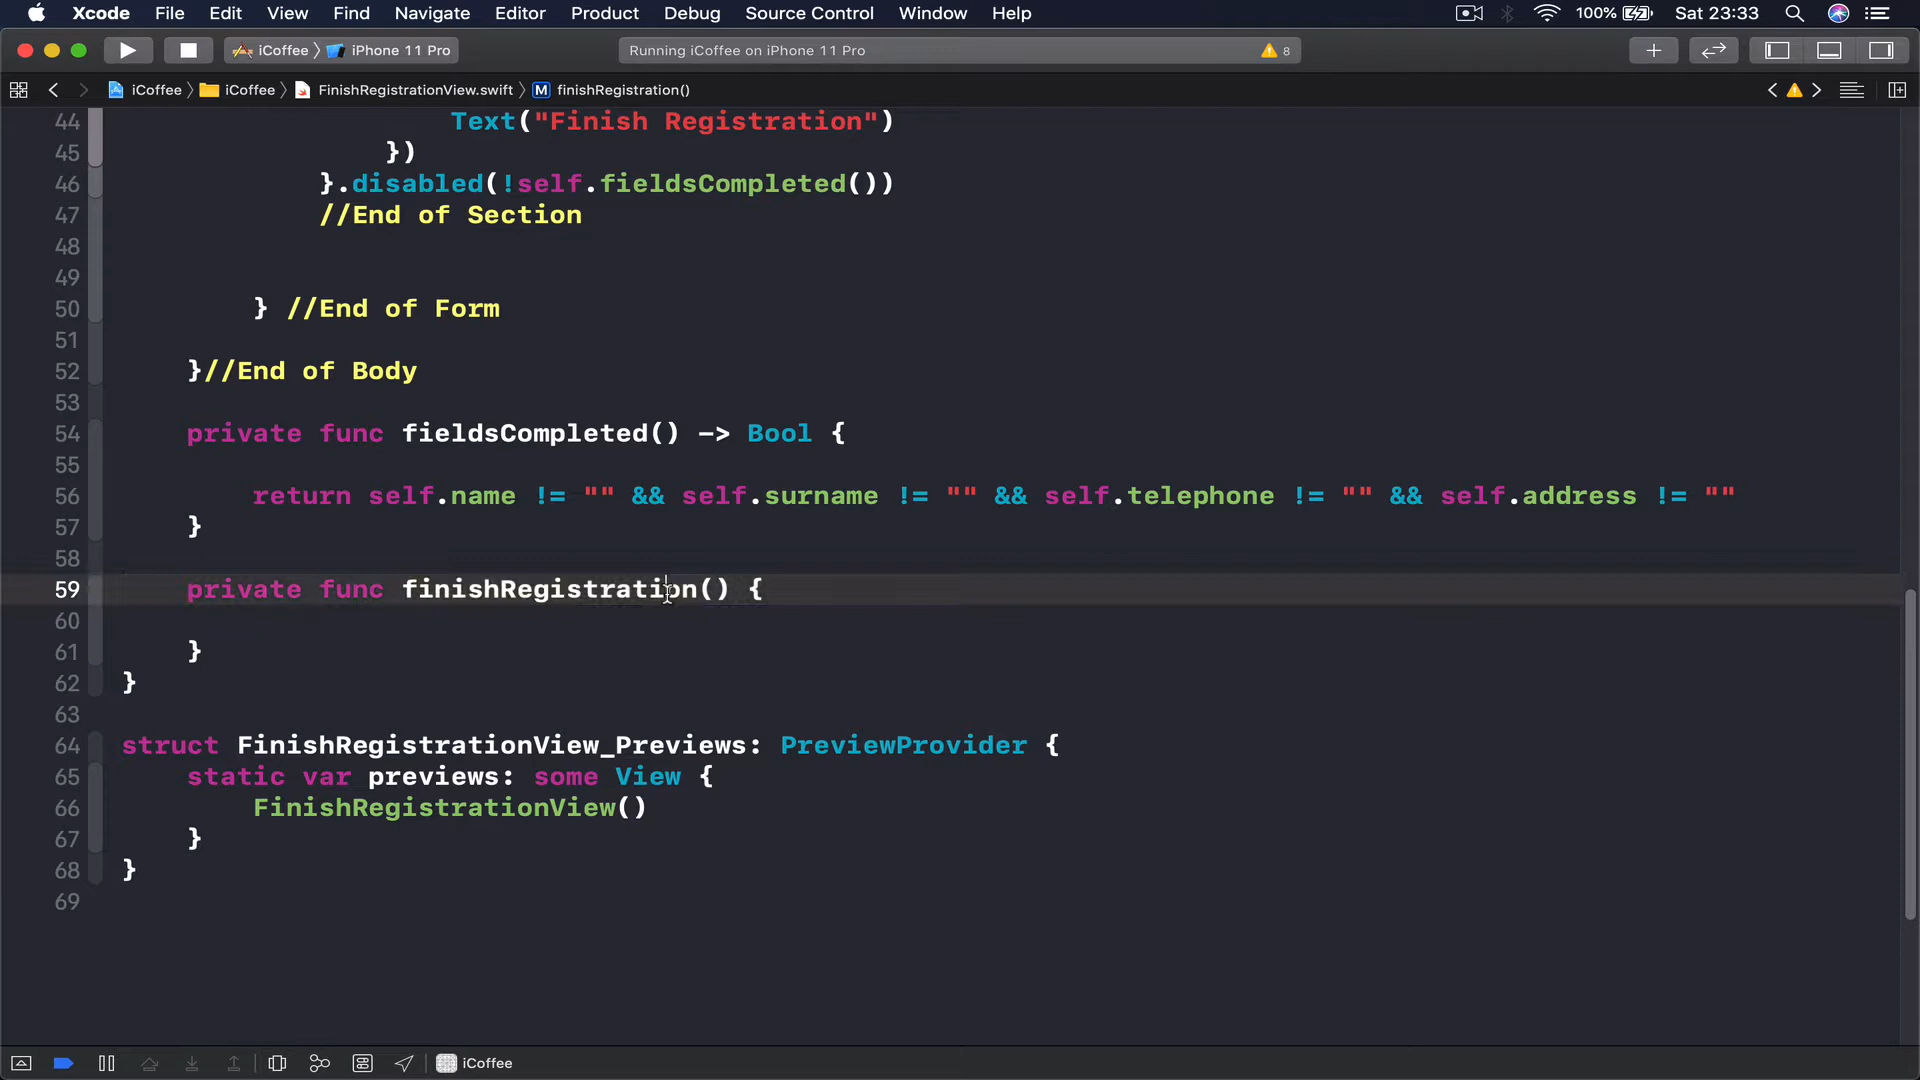 Xcode File Edit View Find Navigate Editor Product Debug Source Control Window Help 100% Sat 23:33
iCoffee iPhone 11 Pro Running iCoffee on iPhone 11 Pro 8
iCoffee iCoffee FinishRegistrationView.swift M finishRegistration()
44 Text("Finish Registration")
45 })
46 }.disabled(!self.fieldsCompleted())
47 //End of Section
48
49
50 } //End of Form
51
52 }//End of Body
53
54 private func fieldsCompleted() -> Bool {
55
56 return self.name != "" && self.surname != "" && self.telephone != "" && self.address != ""
57 }
58
59 private func finishRegistration() {
60
61 }
62 }
63
64 struct FinishRegistrationView_Previews: PreviewProvider {
65 static var previews: some View {
66 FinishRegistrationView()
67 }
68 }
69
iCoffee